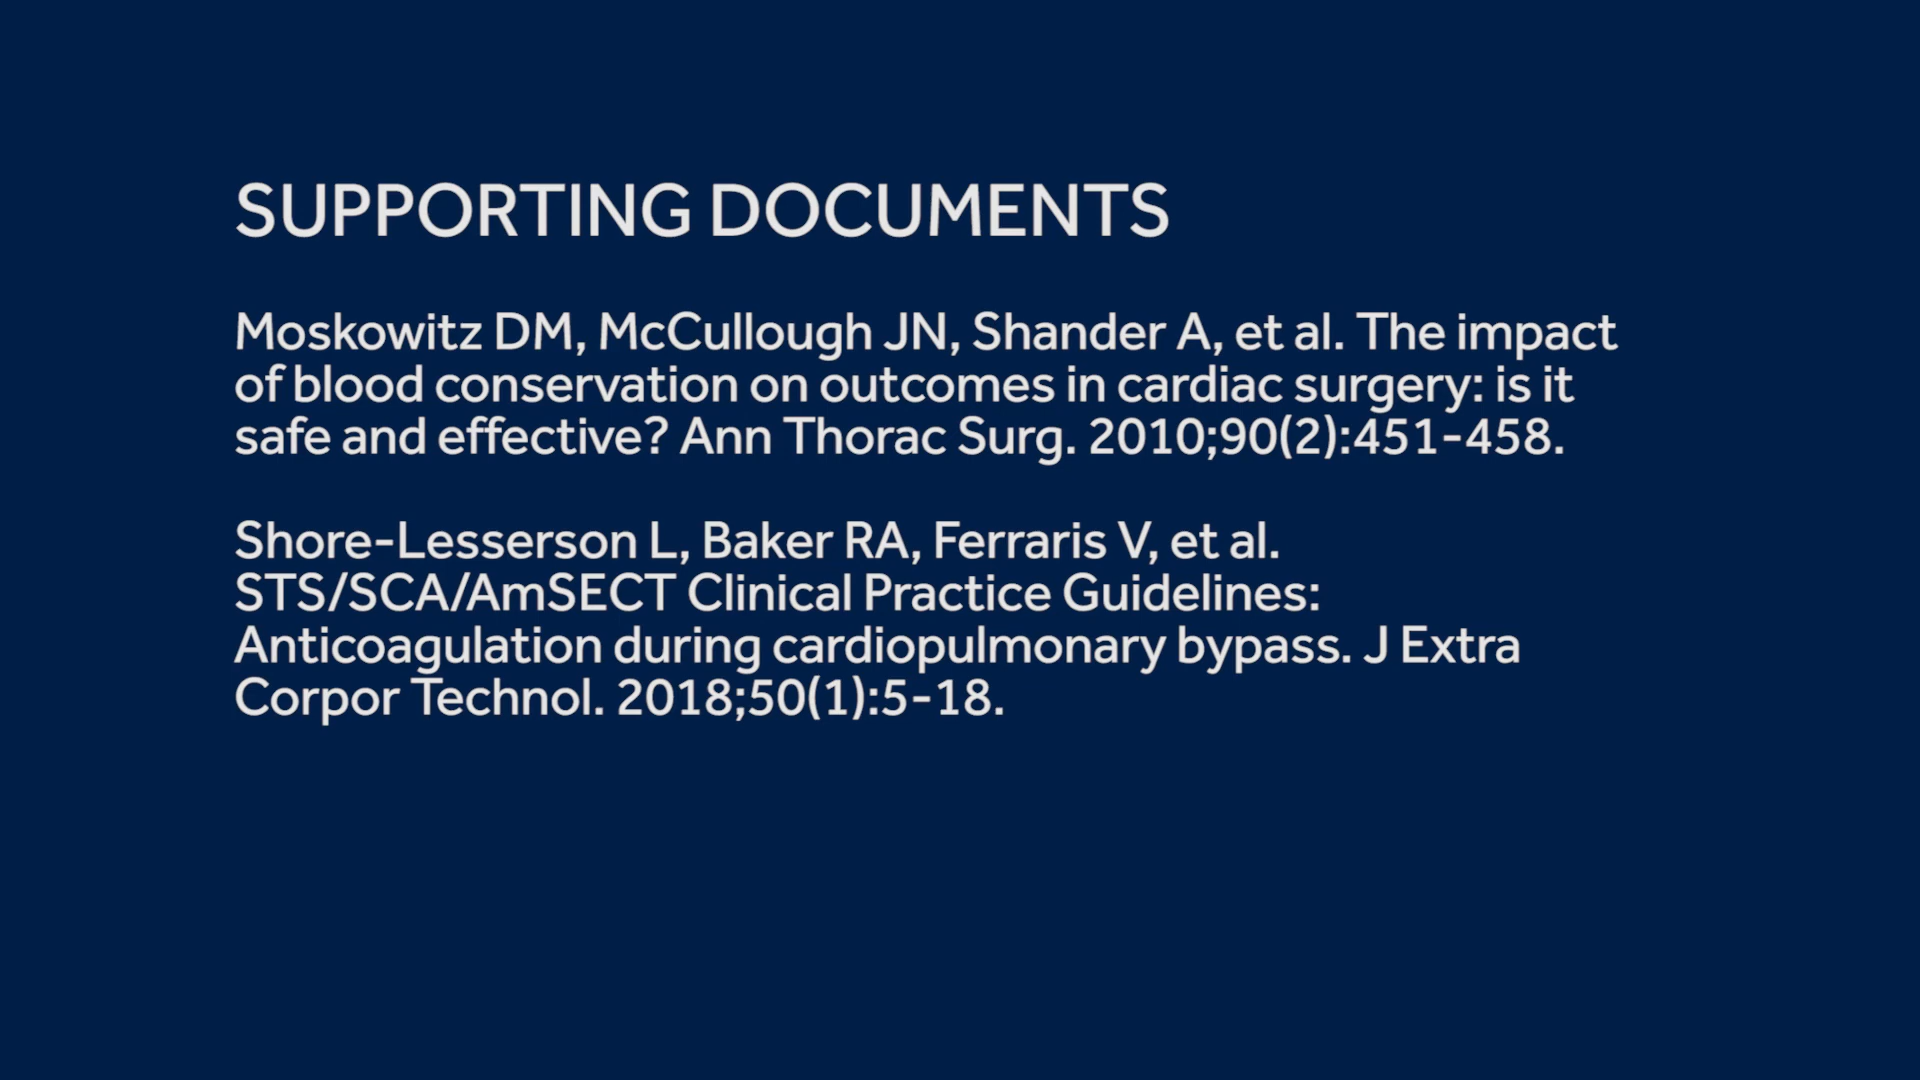 SUPPORTING DOCUMENTS
Moskowitz DM, McCullough JN, Shander A, et al. The impact
of blood conservation on outcomes in cardiac surgery: is it
safe and effective? Ann Thorac Surg. 2010;90(2):451-458.
Shore-Lesserson L, Baker RA, Ferraris V, et al.
STS/SCA/AmSECT Clinical Practice Guidelines:
Anticoagulation during cardiopulmonary bypass. J Extra
Corpor Technol. 2018;50(1):5-18.